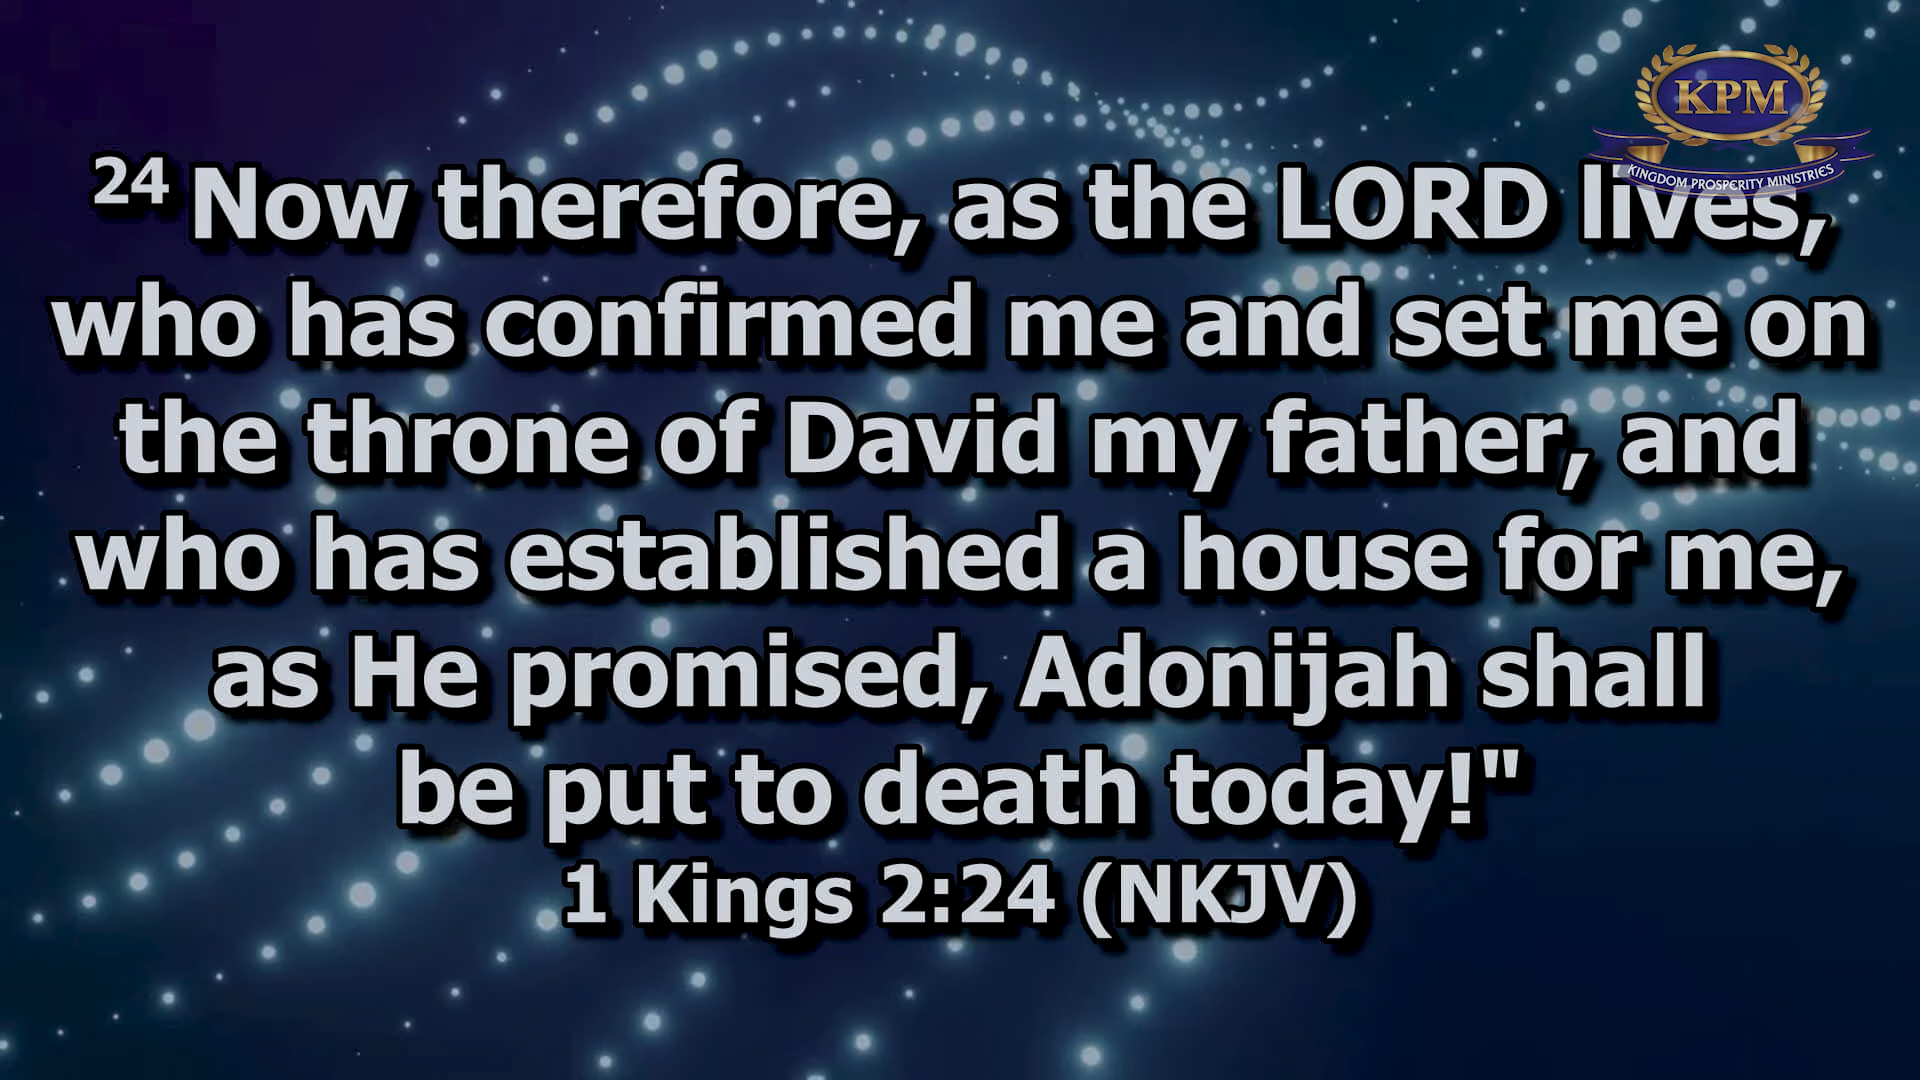 KPM
KINGDOM PROSPERITY MINISTRIES
24 Now therefore, as the LORD lives,
who has confirmed me and set me on
the throne of David my father, and
who has established a house for me,
as He promised, Adonijah shall
be put to death today!"
1 Kings 2:24 (NKJV)